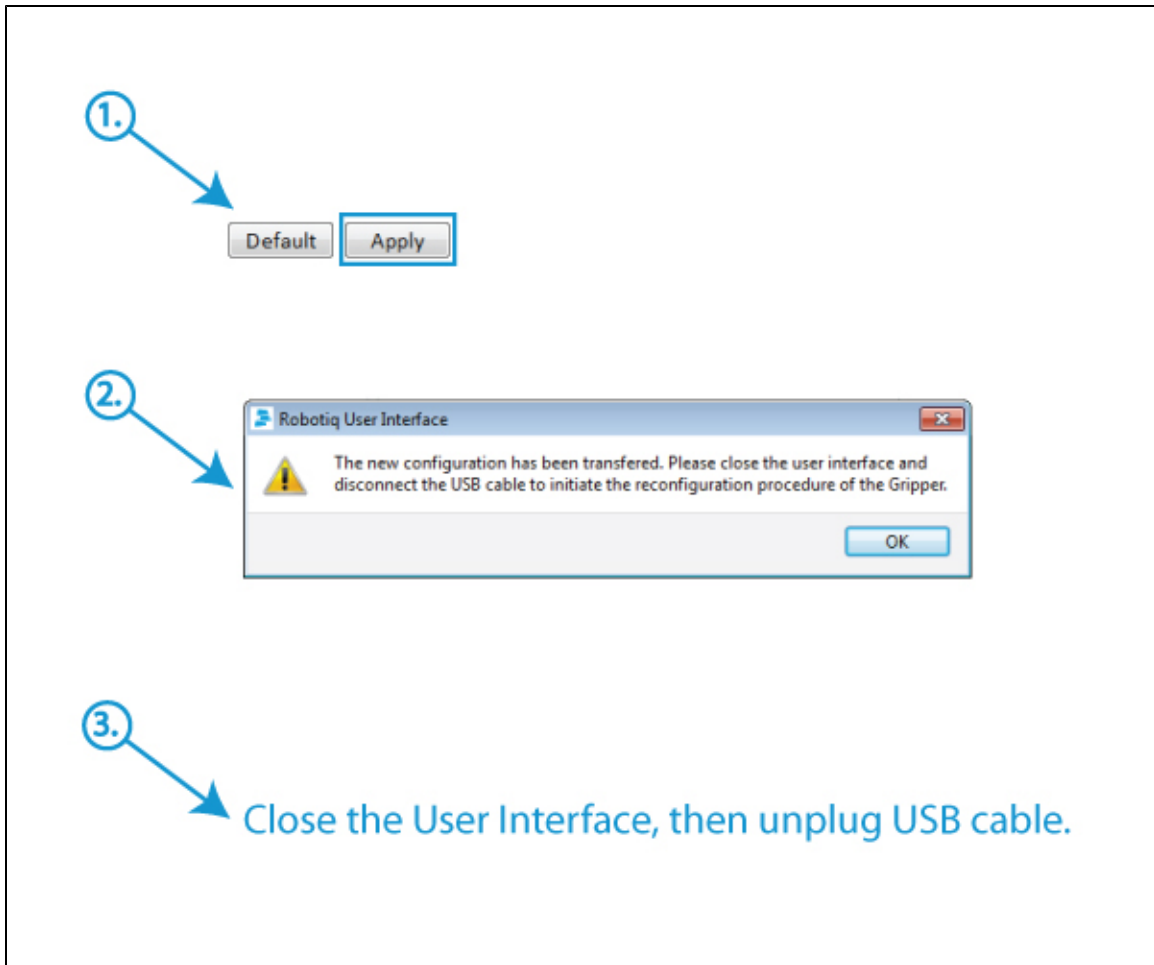 1.
Default Apply
2.
Robotiq User Interface
The new configuration has been transfered. Please close the user interface and
disconnect the USB cable to initiate the reconfiguration procedure of the Gripper.
OK
3.
Close the User Interface, then unplug USB cable.